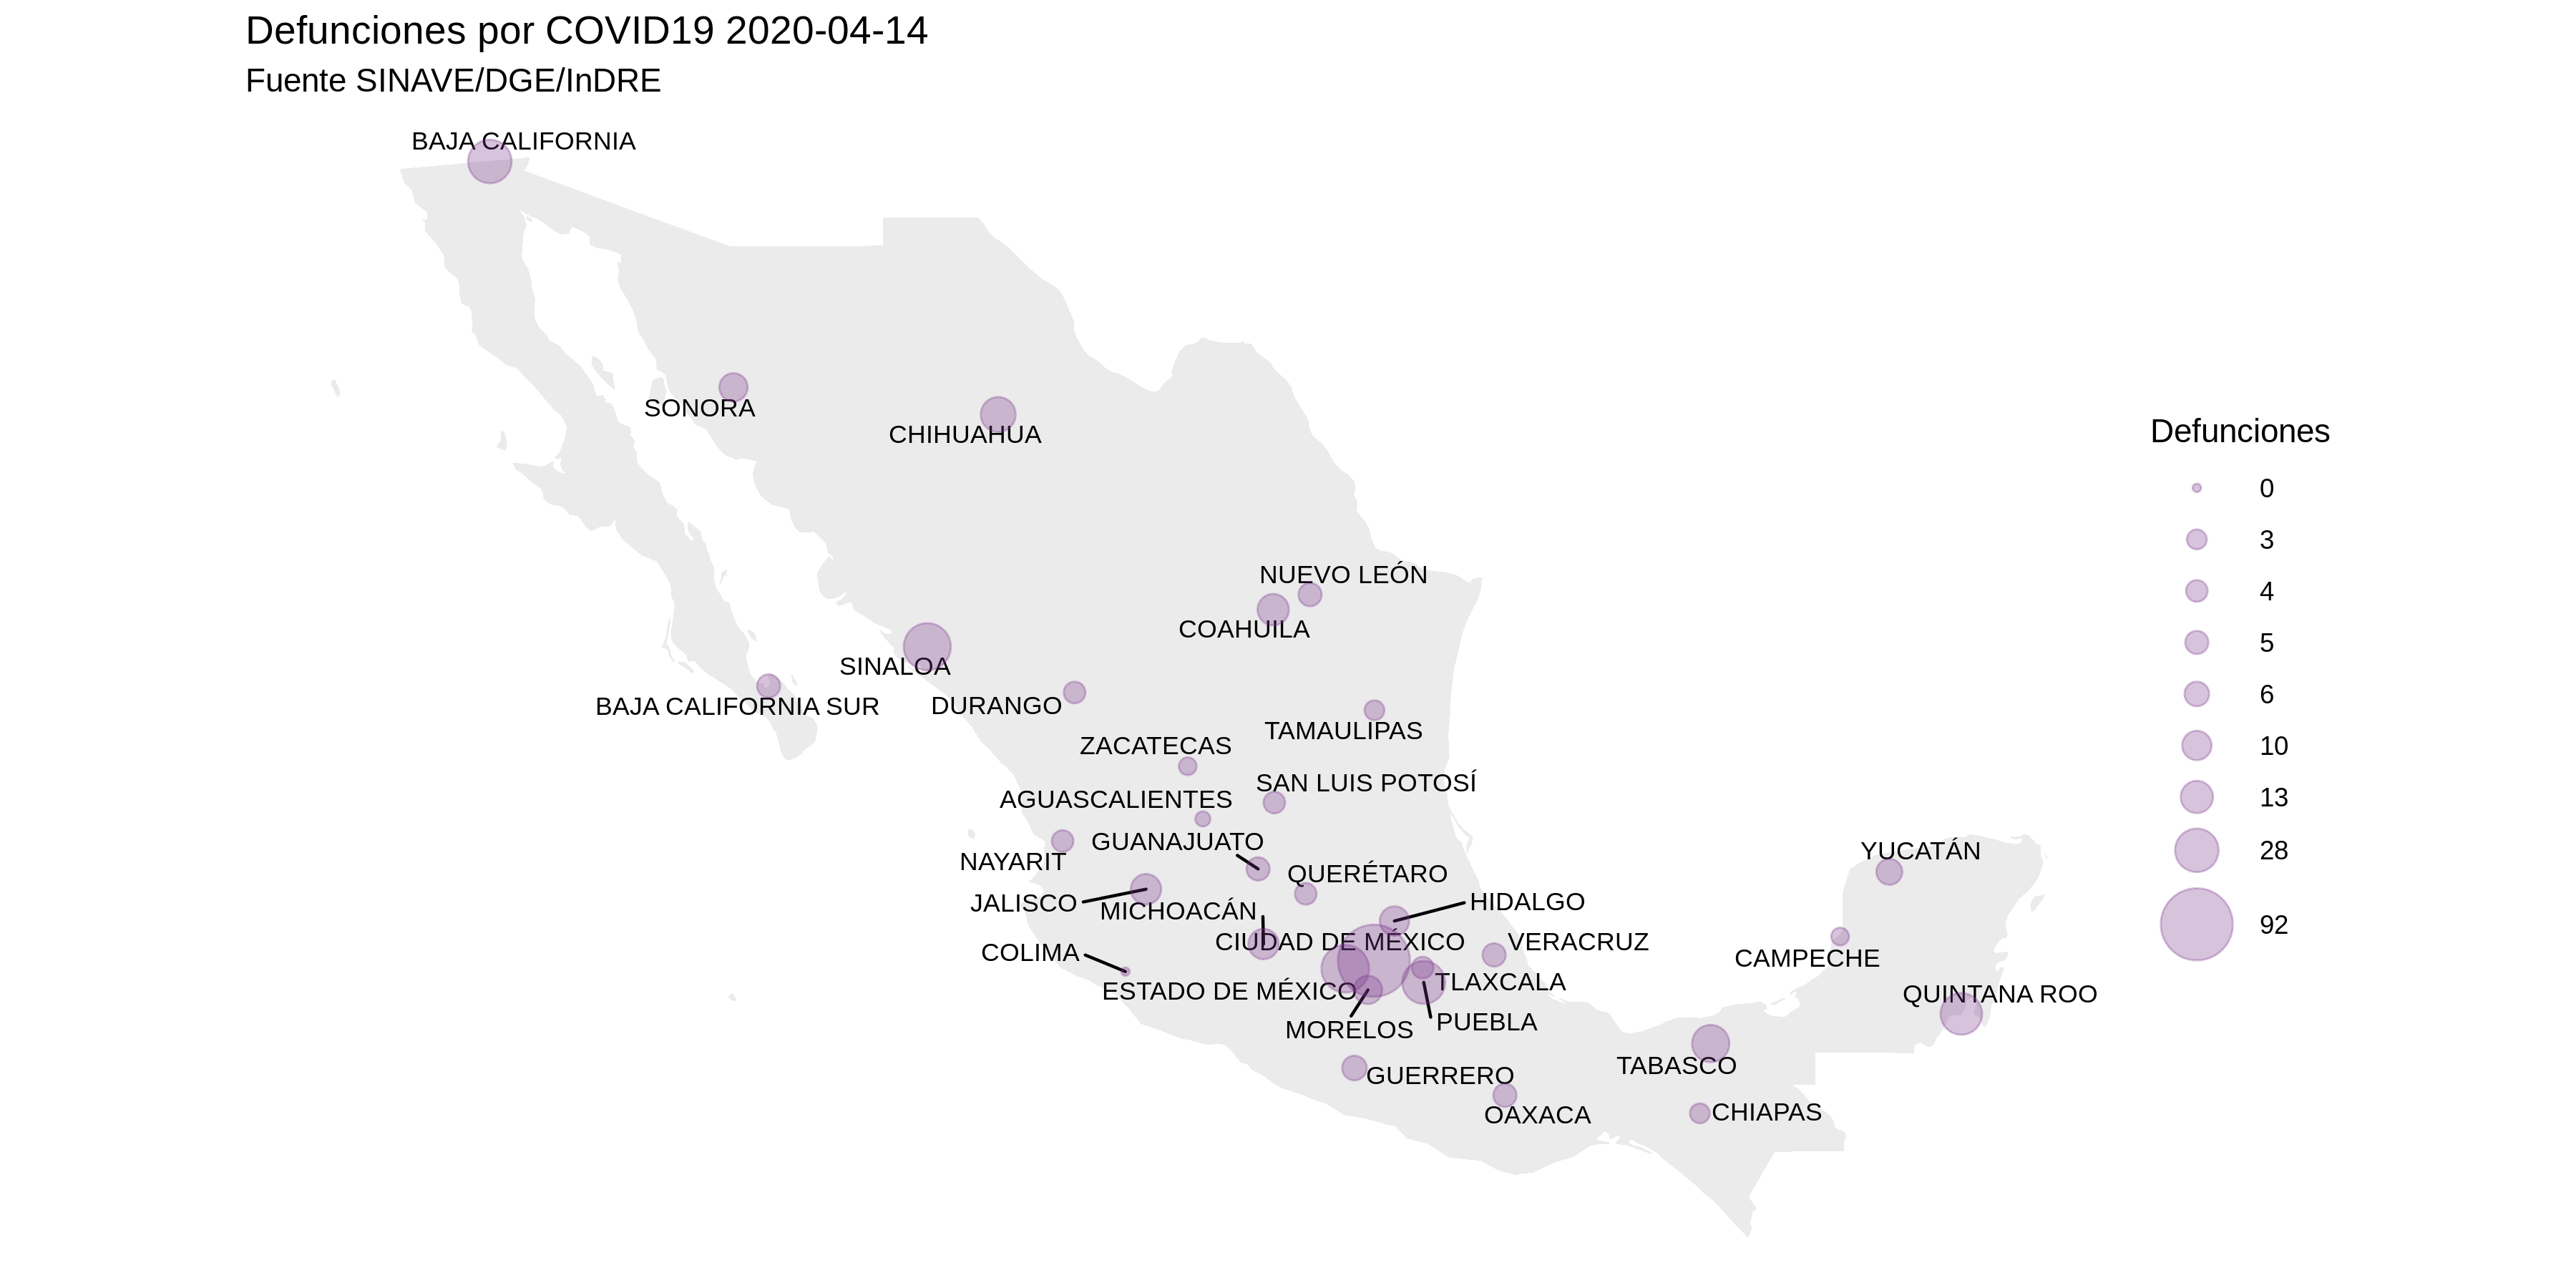 Defunciones por COVID19 2020-04-14
Fuente SINAVE/DGE/InDRE
BAJA CALIFORNIA
SONORA
CHIHUAHUA
NUEVO LEÓN
COAHUILA
SINALOA
BAJA CALIFORNIA SUR
DURANGO
TAMAULIPAS
ZACATECAS
SAN LUIS POTOSÍ
AGUASCALIENTES
GUANAJUATO
NAYARIT
QUERÉTARO
JALISCO
MICHOACÁN
HIDALGO
CIUDAD DE MÉXICO
VERACRUZ
COLIMA
TLAXCALA
ESTADO DE MÉXICO
PUEBLA
MORELOS
GUERRERO
OAXACA
YUCATÁN
CAMPECHE
QUINTANA ROO
TABASCO
CHIAPAS
Defunciones
0
3
4
5
6
10
13
28
92